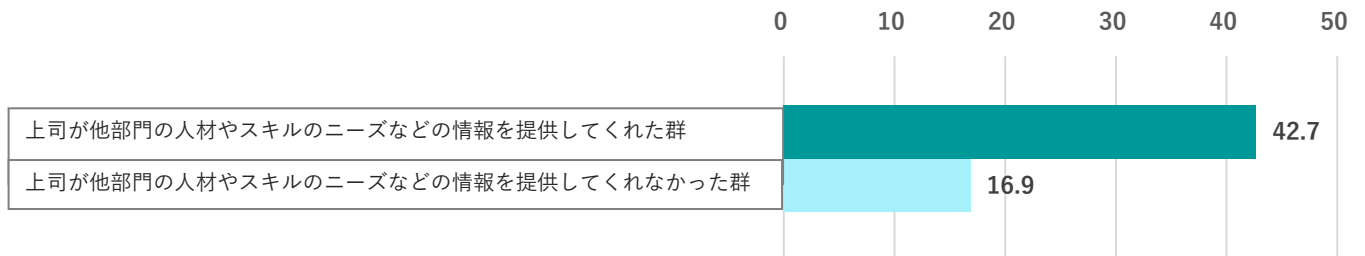 0 10 20 30 40 50
上司が他部門の人材やスキルのニーズなどの情報を提供してくれた群 42.7
上司が他部門の人材やスキルのニーズなどの情報を提供してくれなかった群 16.9